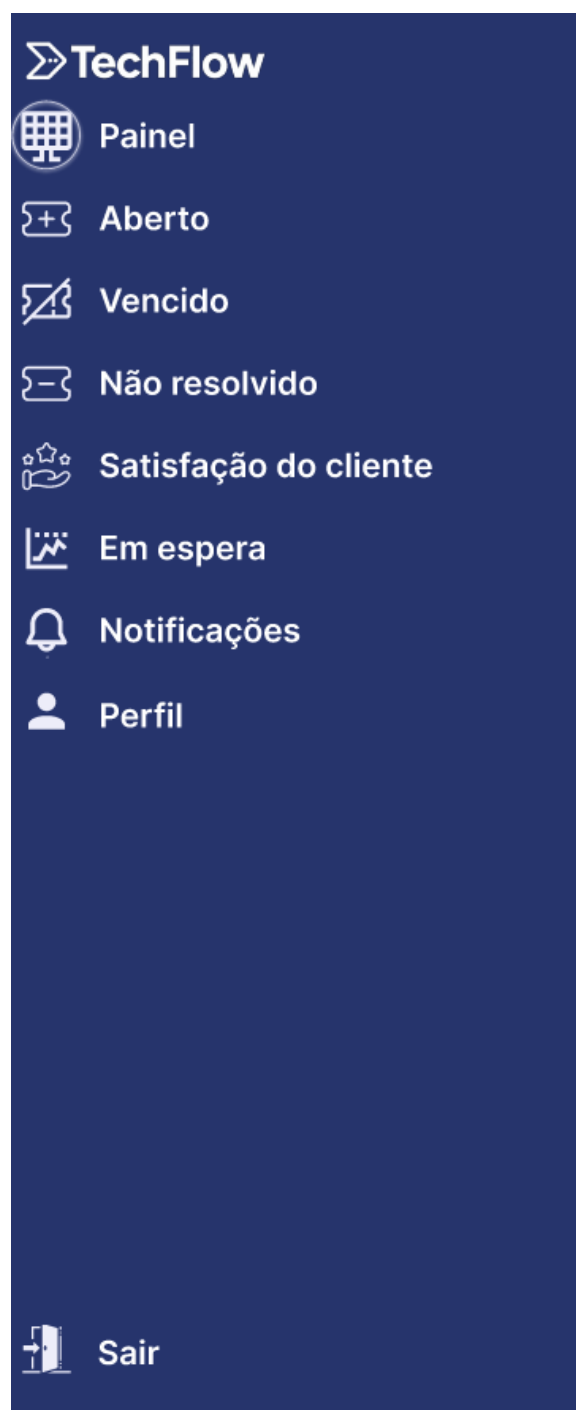 TechFlow
Painel
Aberto
Vencido
Não resolvido
Satisfação do cliente
Em espera
Notificações
Perfil
Sair